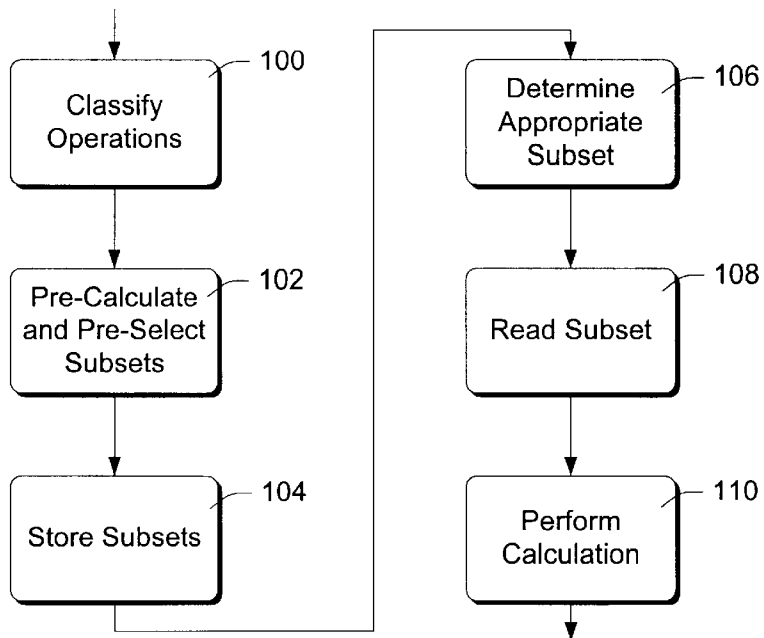 100
Classify
Operations
102
Pre-Calculate
and Pre-Select
Subsets
104
Store Subsets
106
Determine
Appropriate
Subset
108
Read Subset
110
Perform
Calculation